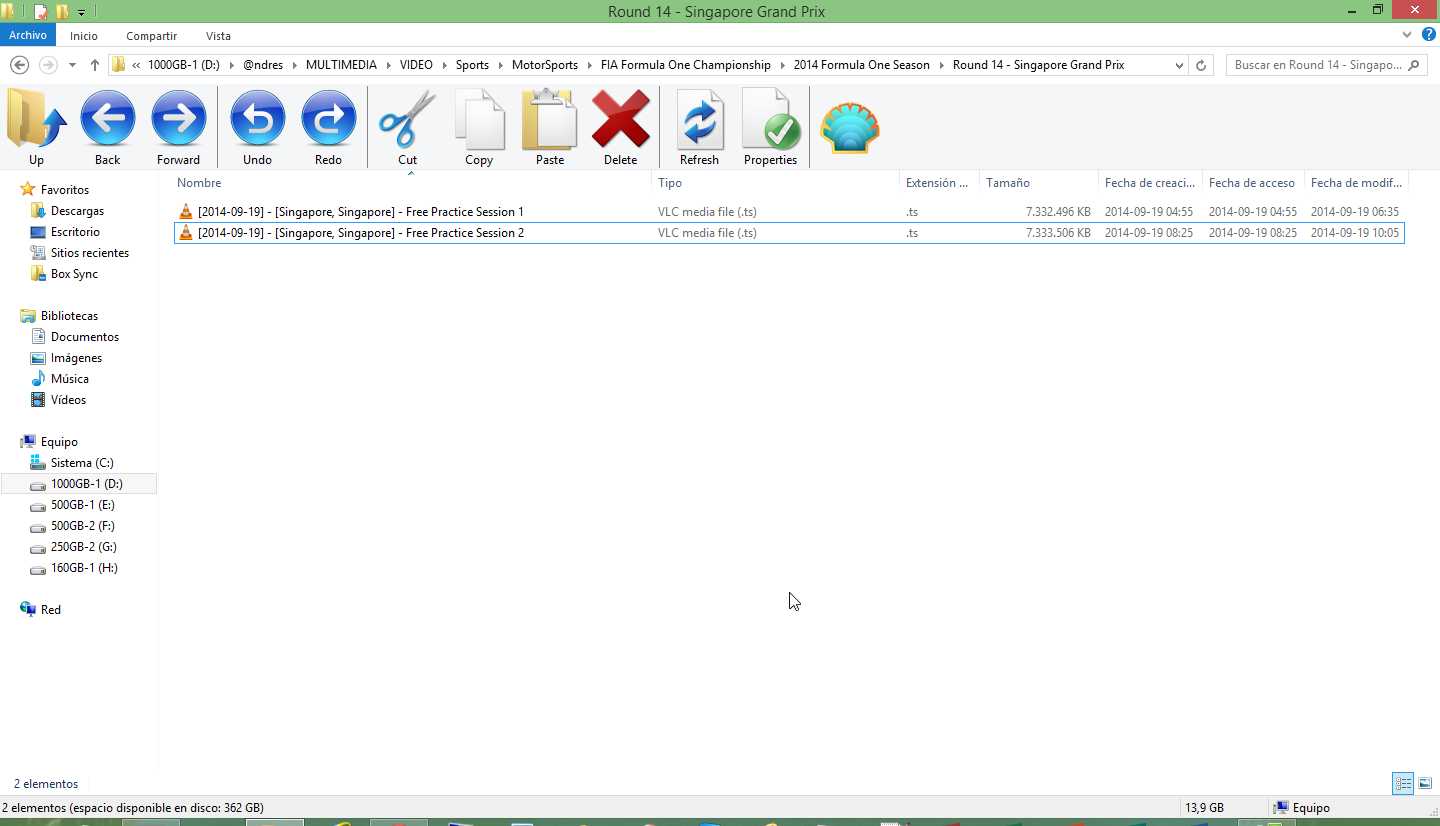 Round 14 - Singapore Grand Prix
Archivo Inicio Compartir Vista
« 1000GB-1 (D:) @ndres MULTIMEDIA VIDEO Sports MotorSports FIA Formula One Championship 2014 Formula One Season Round 14 - Singapore Grand Prix Buscar en Round 14 - Singapo...
Up Back Forward Undo Redo Cut Copy Paste Delete Refresh Properties
Nombre Tipo Extensión ... Tamaño Fecha de creaci... Fecha de acceso Fecha de modif...
[2014-09-19] - [Singapore, Singapore] - Free Practice Session 1 VLC media file (.ts) .ts 7.332.496 KB 2014-09-19 04:55 2014-09-19 04:55 2014-09-19 06:35
[2014-09-19] - [Singapore, Singapore] - Free Practice Session 2 VLC media file (.ts) .ts 7.333.506 KB 2014-09-19 08:25 2014-09-19 08:25 2014-09-19 10:05
Favoritos
Descargas
Escritorio
Sitios recientes
Box Sync
Bibliotecas
Documentos
Imágenes
Música
Vídeos
Equipo
Sistema (C:)
1000GB-1 (D:)
500GB-1 (E:)
500GB-2 (F:)
250GB-2 (G:)
160GB-1 (H:)
Red
2 elementos
2 elementos (espacio disponible en disco: 362 GB) 13,9 GB Equipo